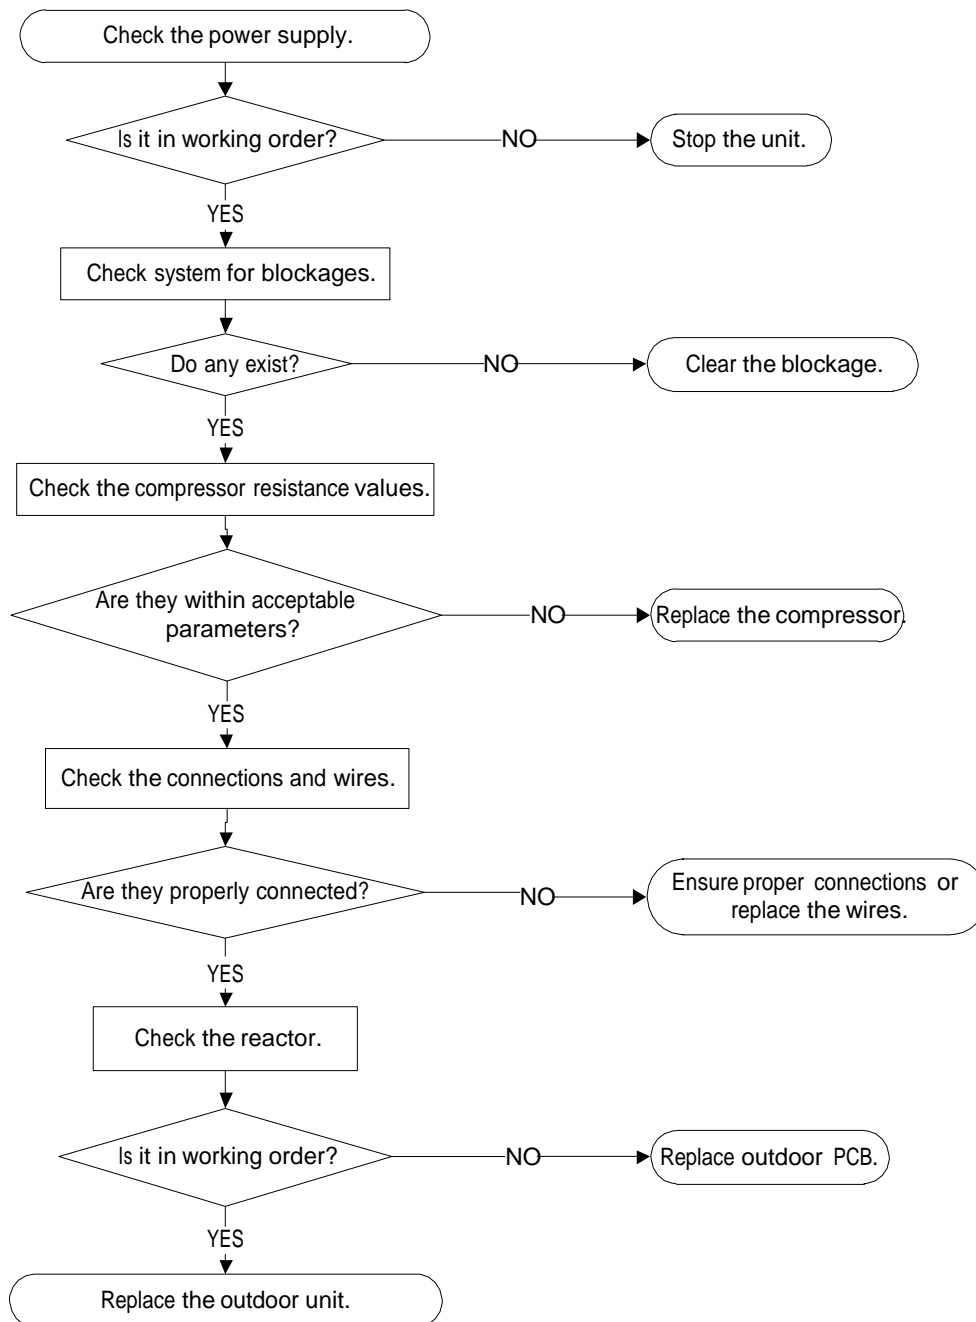 Check the power supply.
Is it in working order?
NO
Stop the unit.
YES
Check system for blockages.
Do any exist?
NO
Clear the blockage.
YES
Check the compressor resistance values.
Are they within acceptable
parameters?
NO
Replace the compressor.
YES
Check the connections and wires.
Are they properly connected?
NO
Ensure proper connections or
replace the wires.
YES
Check the reactor.
Is it in working order?
NO
Replace outdoor PCB.
YES
Replace the outdoor unit.